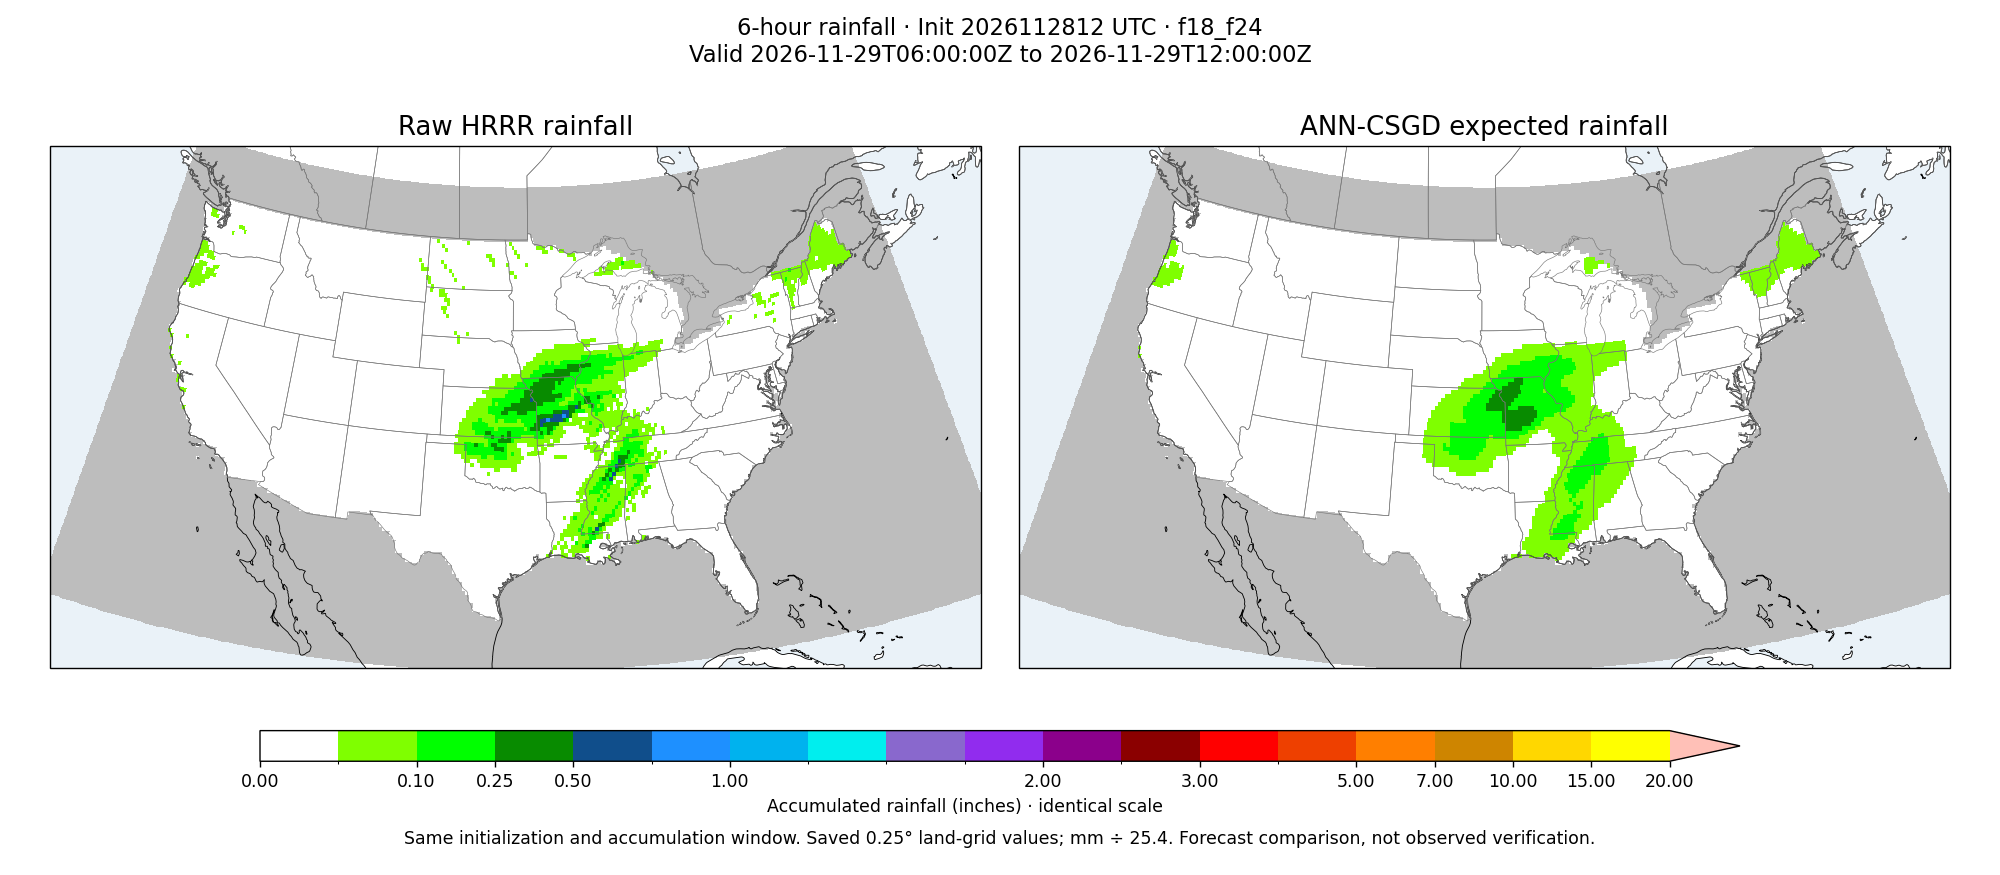 6-hour rainfall · Init 2026112812 UTC · f18_f24
Valid 2026-11-29T06:00:00Z to 2026-11-29T12:00:00Z
Raw HRRR rainfall
ANN-CSGD expected rainfall
0.00 0.10 0.25 0.50 1.00 2.00 3.00 5.00 7.00 10.00 15.00 20.00
Accumulated rainfall (inches) · identical scale
Same initialization and accumulation window. Saved 0.25° land-grid values; mm ÷ 25.4. Forecast comparison, not observed verification.